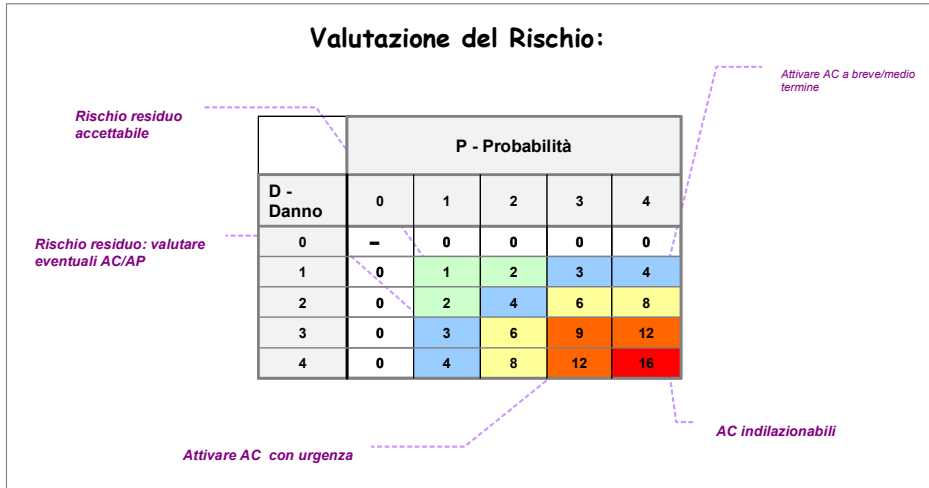 Valutazione del Rischio:
Attivare AC a breve/medio
termine
Rischio residuo
accettabile
P - Probabilità
D -
Danno
0 1 2 3 4
Rischio residuo: valutare
eventuali AC/AP
0 – 0 0 0 0
1 0 1 2 3 4
2 0 2 4 6 8
3 0 3 6 9 12
4 0 4 8 12 16
AC indilazionabili
Attivare AC con urgenza